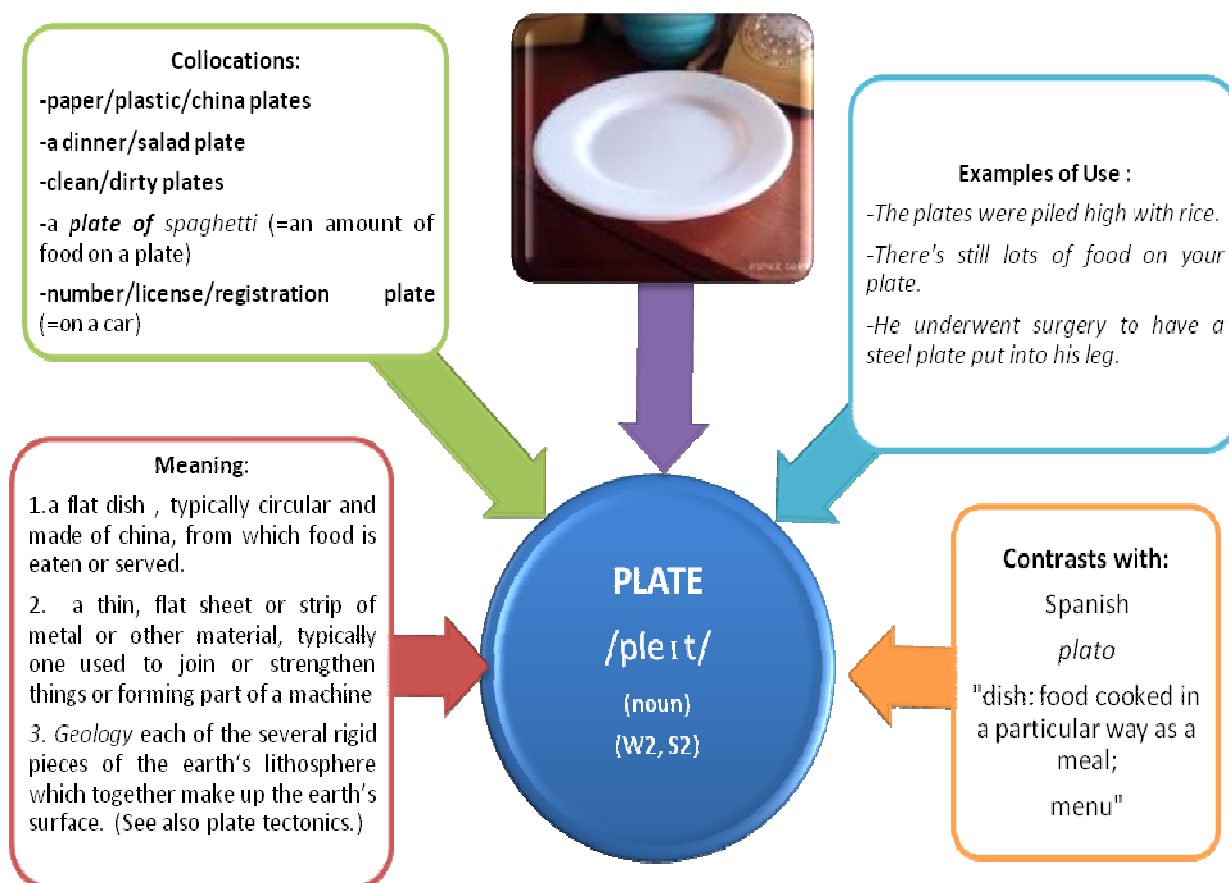 Collocations:
-paper/plastic/china plates
-a dinner/salad plate
-clean/dirty plates
-a plate of spaghetti (=an amount of
food on a plate)
-number/license/registration plate
(=on a car)
Examples of Use :
-The plates were piled high with rice.
-There's still lots of food on your
plate.
-He underwent surgery to have a
steel plate put into his leg.
Meaning:
1.a flat dish , typically circular and
made of china, from which food is
eaten or served.
2. a thin, flat sheet or strip of
metal or other material, typically
one used to join or strengthen
things or forming part of a machine
3. Geology each of the several rigid
pieces of the earth's lithosphere
which together make up the earth's
surface. (See also plate tectonics.)
PLATE
/pleɪt/
(noun)
(W2, S2)
Contrasts with:
Spanish
plato
"dish: food cooked in
a particular way as a
meal;
menu"